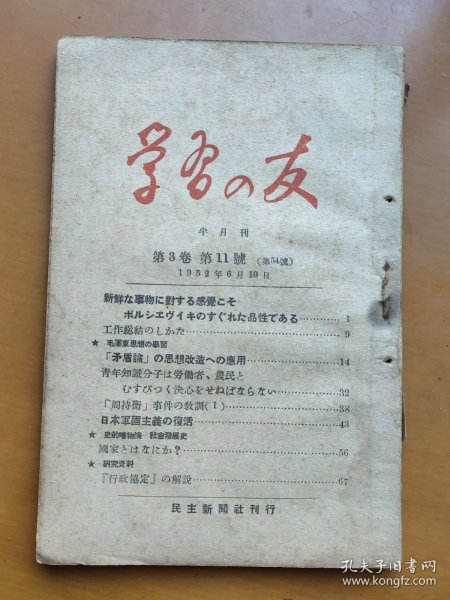 学習の友
半月刊
第3卷 第11號 (第54號)
1952年6月10日
新鮮な事物に對する感覺こそ
ボルシエヴイキのすぐれた品性である 1
工作總結のしかた 9
★ 毛澤東思想の學習
「矛盾論」の思想改造への應用 14
青年知識分子は労働者、農民と
むすびつく決心をせねばならない 32
「周持衡」事件の教訓(1) 38
日本軍國主義の復活 43
★ 史的唯物論—社會發展史
國家とはなにか? 56
★ 研究資料
『行政協定』の解説 67
民主新聞社刊行
孔夫子旧书网
www.kongfz.com